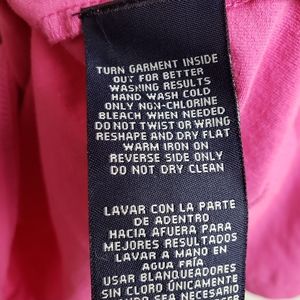 TURN GARMENT INSIDE
OUT FOR BETTER
WASHING RESULTS
HAND WASH COLD
ONLY NON-CHLORINE
BLEACH WHEN NEEDED
DO NOT TWIST OR WRING
RESHAPE AND DRY FLAT
WARM IRON ON
REVERSE SIDE ONLY
DO NOT DRY CLEAN
LAVAR CON LA PARTE
DE ADENTRO
HACIA AFUERA PARA
MEJORES RESULTADOS
LAVAR A MANO EN
AGUA FRÍA
USAR BLANQUEADORES
SIN CLORO ÚNICAMENTE
SEA NECESARIO